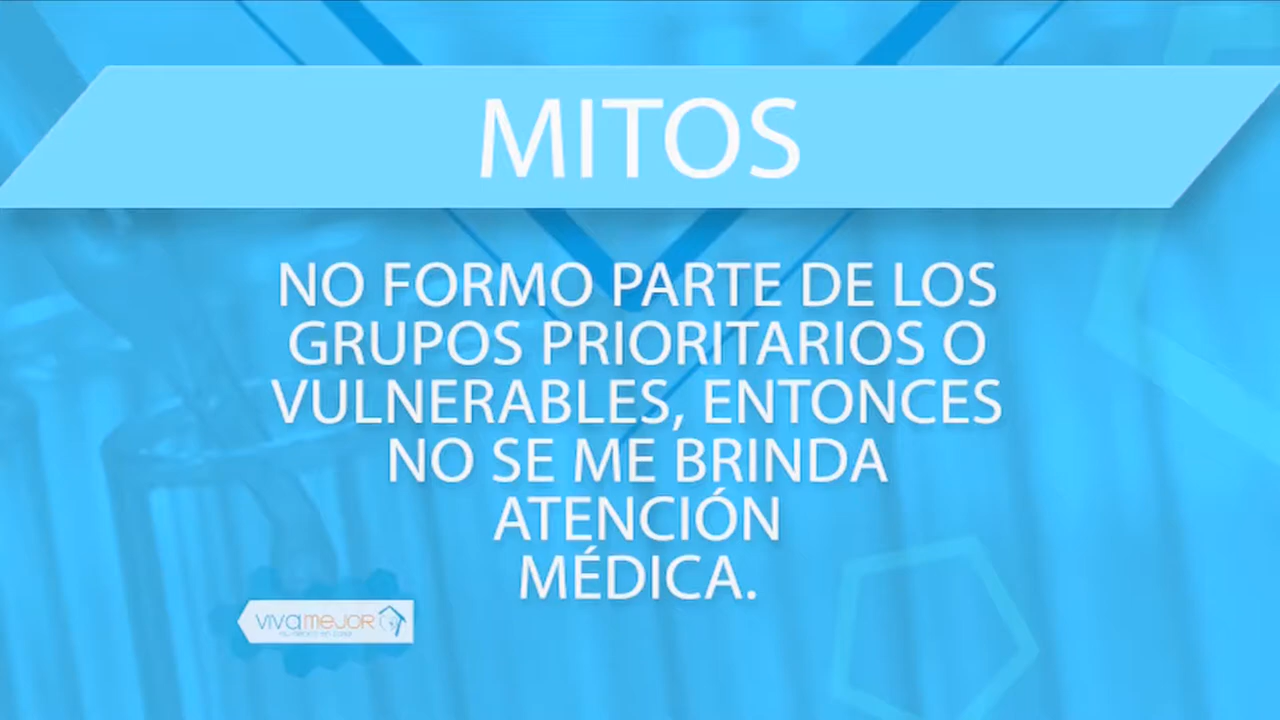 MITOS
NO FORMO PARTE DE LOS
GRUPOS PRIORITARIOS O
VULNERABLES, ENTONCES
NO SE ME BRINDA
ATENCIÓN
MÉDICA.
VIVAMEJOR